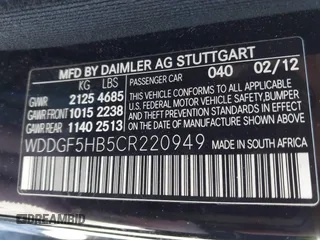 MFD BY DAIMLER AG STUTTGART
KG LBS PASSENGER CAR 040 02/12
GVWR 2125 4685
GAWR FRONT 1015 2238
GAWR REAR 1140 2513
THIS VEHICLE CONFORMS TO ALL APPLICABLE
U.S. FEDERAL MOTOR VEHICLE SAFETY, BUMPER,
AND THEFT PREVENTION STANDARDS IN EFFECT
ON THE DATE OF MANUFACTURE SHOWN ABOVE.
WDDGF5HB5CR220949 MADE IN SOUTH AFRICA
DREAMBID